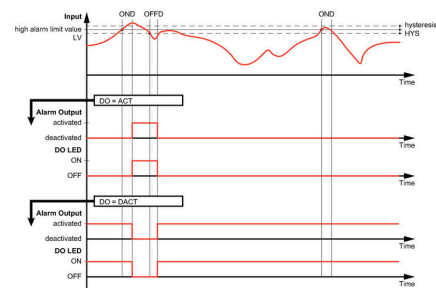 Input
OND OFFD
OND
hysteresis
HYS
high alarm limit value
LV
Time
DO = ACT
Alarm Output
activated
deactivated
Time
DO LED
ON
OFF
Time
DO = DACT
Alarm Output
activated
deactivated
Time
DO LED
ON
OFF
Time